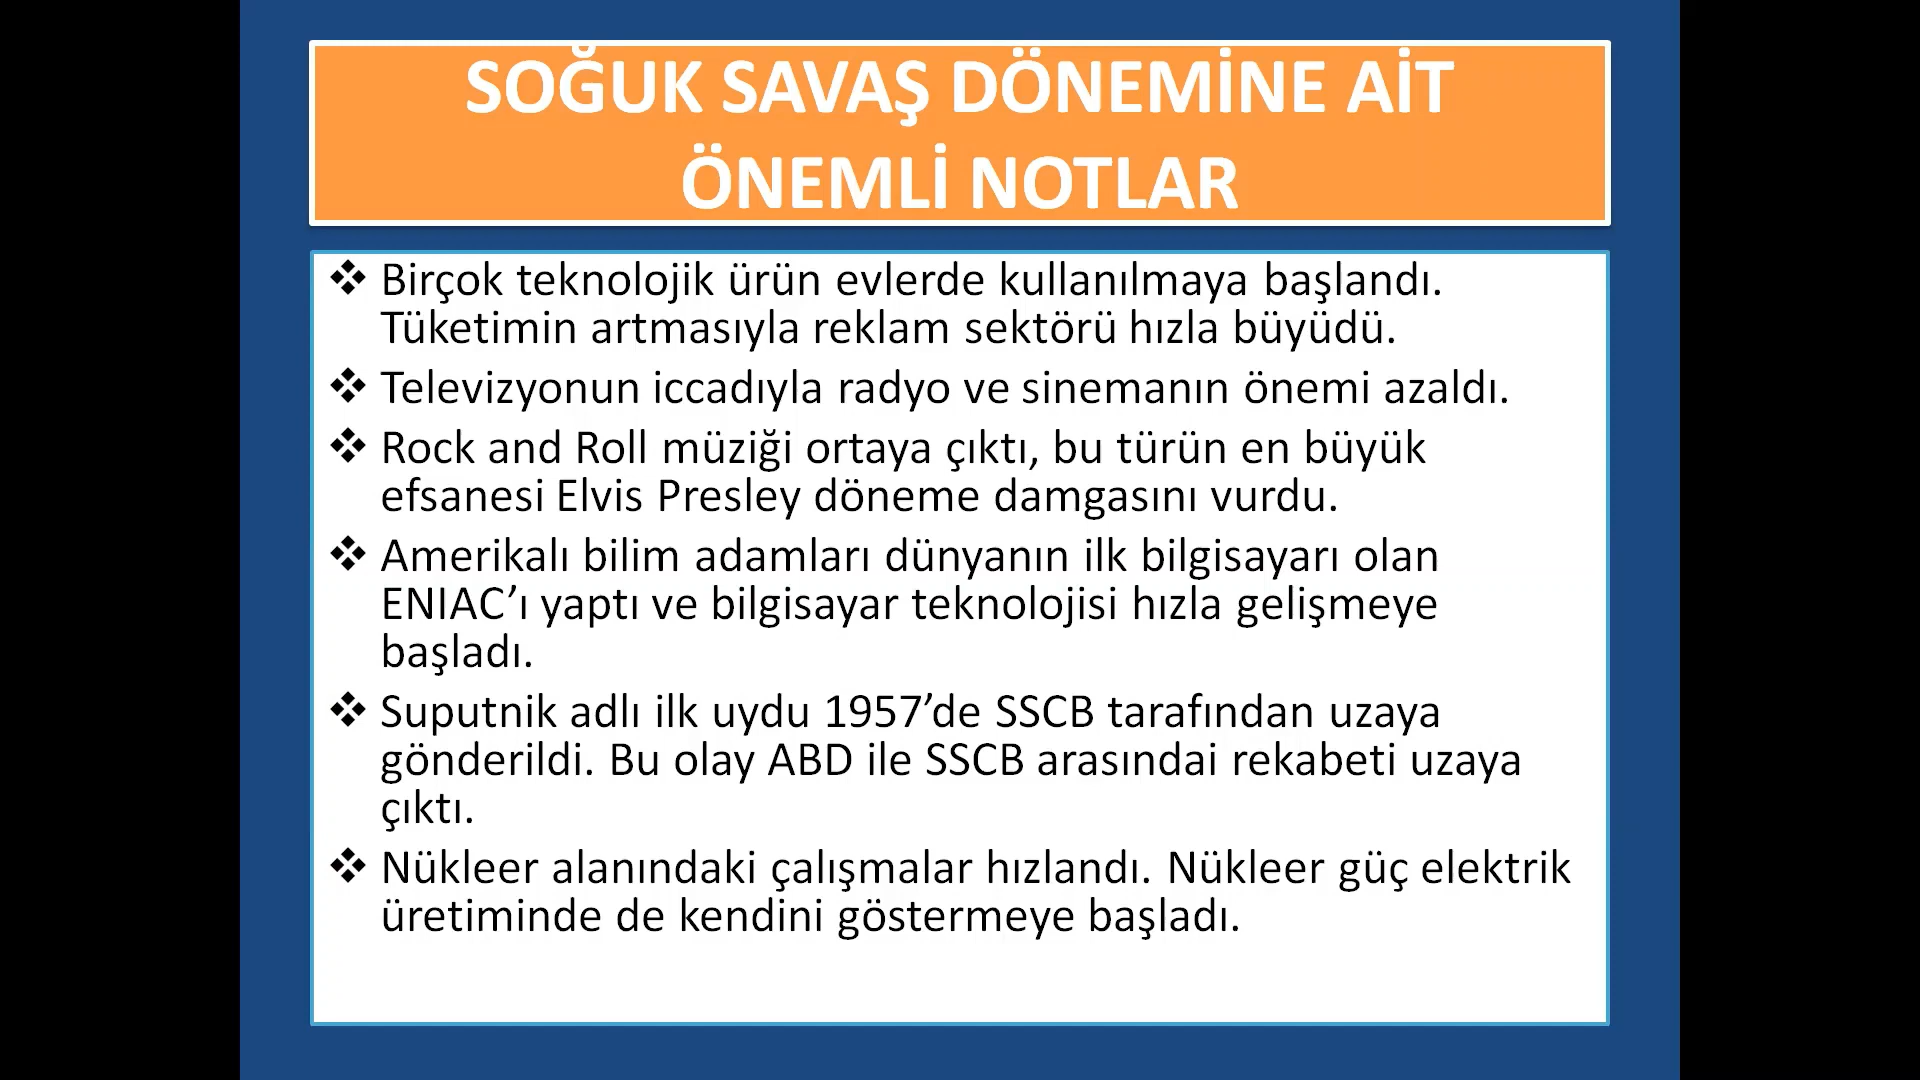 SOĞUK SAVAŞ DÖNEMİNE AİT
ÖNEMLİ NOTLAR
❖ Birçok teknolojik ürün evlerde kullanılmaya başlandı.
Tüketimin artmasıyla reklam sektörü hızla büyüdü.
❖ Televizyonun iccadıyla radyo ve sinemanın önemi azaldı.
❖ Rock and Roll müziği ortaya çıktı, bu türün en büyük
efsanesi Elvis Presley döneme damgasını vurdu.
❖ Amerikalı bilim adamları dünyanın ilk bilgisayarı olan
ENIAC’ı yaptı ve bilgisayar teknolojisi hızla gelişmeye
başladı.
❖ Suputnik adlı ilk uydu 1957’de SSCB tarafından uzaya
gönderildi. Bu olay ABD ile SSCB arasındai rekabeti uzaya
çıktı.
❖ Nükleer alanındaki çalışmalar hızlandı. Nükleer güç elektrik
üretiminde de kendini göstermeye başladı.